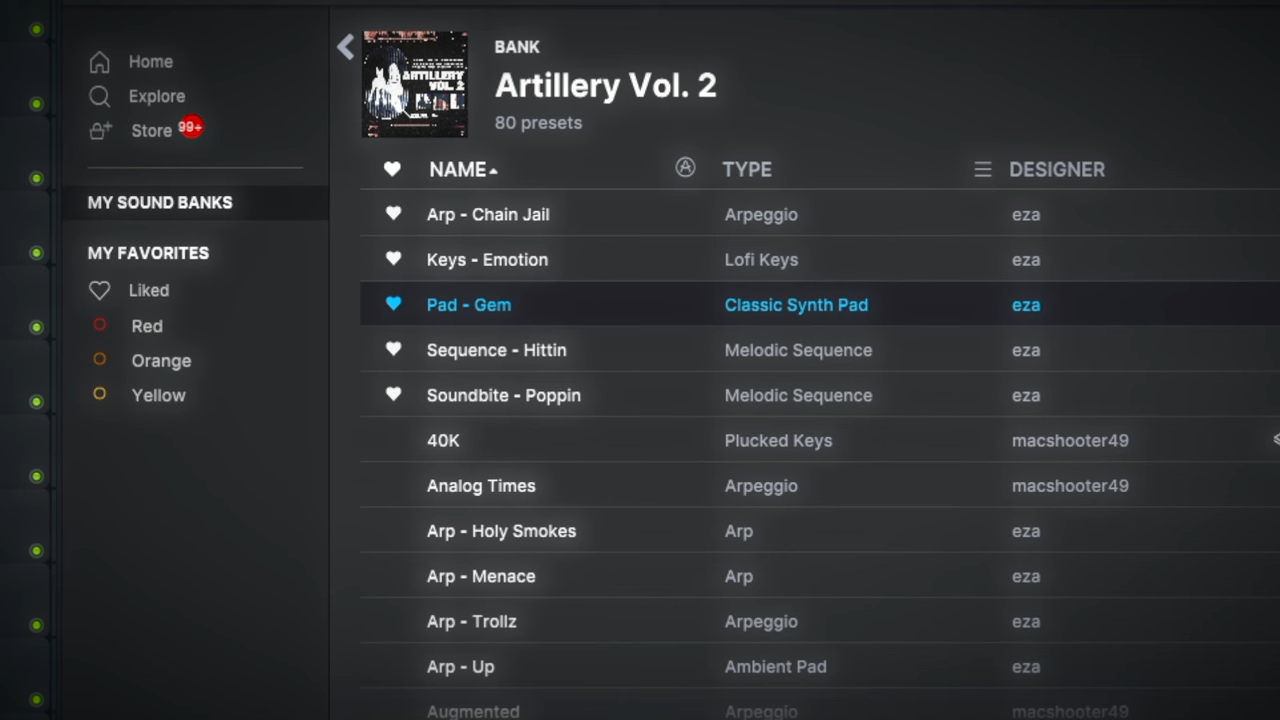 Home
Explore
Store 99+
MY SOUND BANKS
MY FAVORITES
Liked
Red
Orange
Yellow
BANK
Artillery Vol. 2
80 presets
ARTILLERY
VOL. 2
NAME TYPE DESIGNER
Arp - Chain Jail Arpeggio eza
Keys - Emotion Lofi Keys eza
Pad - Gem Classic Synth Pad eza
Sequence - Hittin Melodic Sequence eza
Soundbite - Poppin Melodic Sequence eza
40K Plucked Keys macshooter49
Analog Times Arpeggio macshooter49
Arp - Holy Smokes Arp eza
Arp - Menace Arp eza
Arp - Trollz Arpeggio eza
Arp - Up Ambient Pad eza
Augmented Arpeggio macshooter49